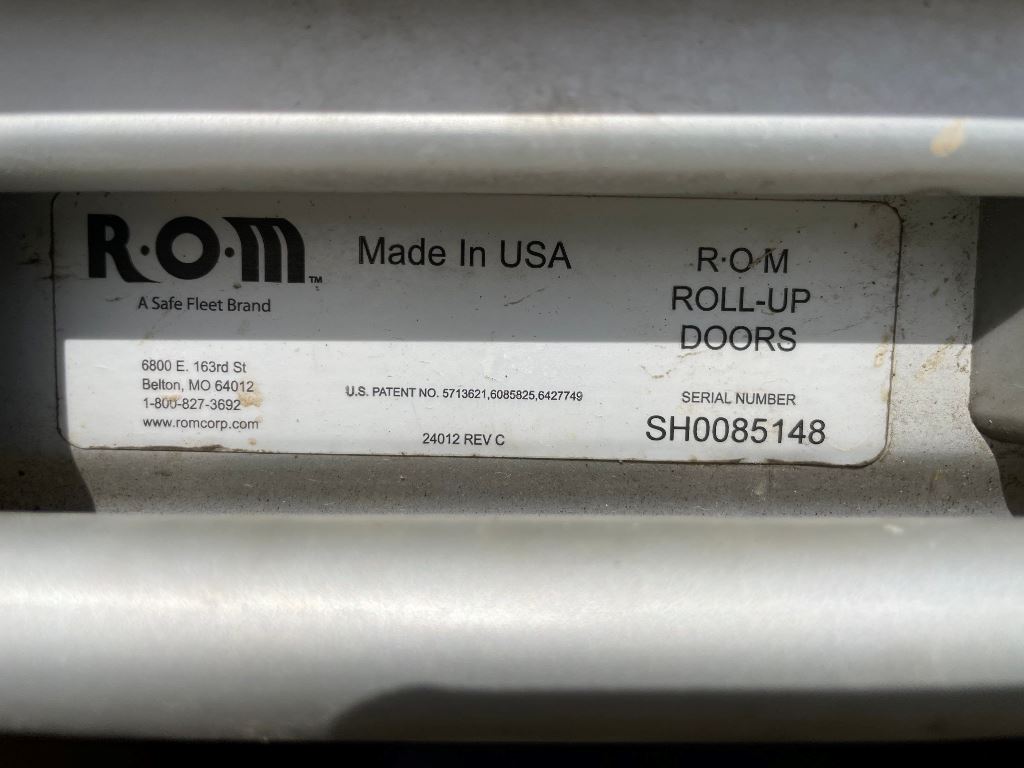 R·O·M™
A Safe Fleet Brand
6800 E. 163rd St
Belton, MO 64012
1-800-827-3692
www.romcorp.com
Made In USA
U.S. PATENT NO. 5713621,6085825,6427749
24012 REV C
R·O M
ROLL-UP
DOORS
SERIAL NUMBER
SH0085148